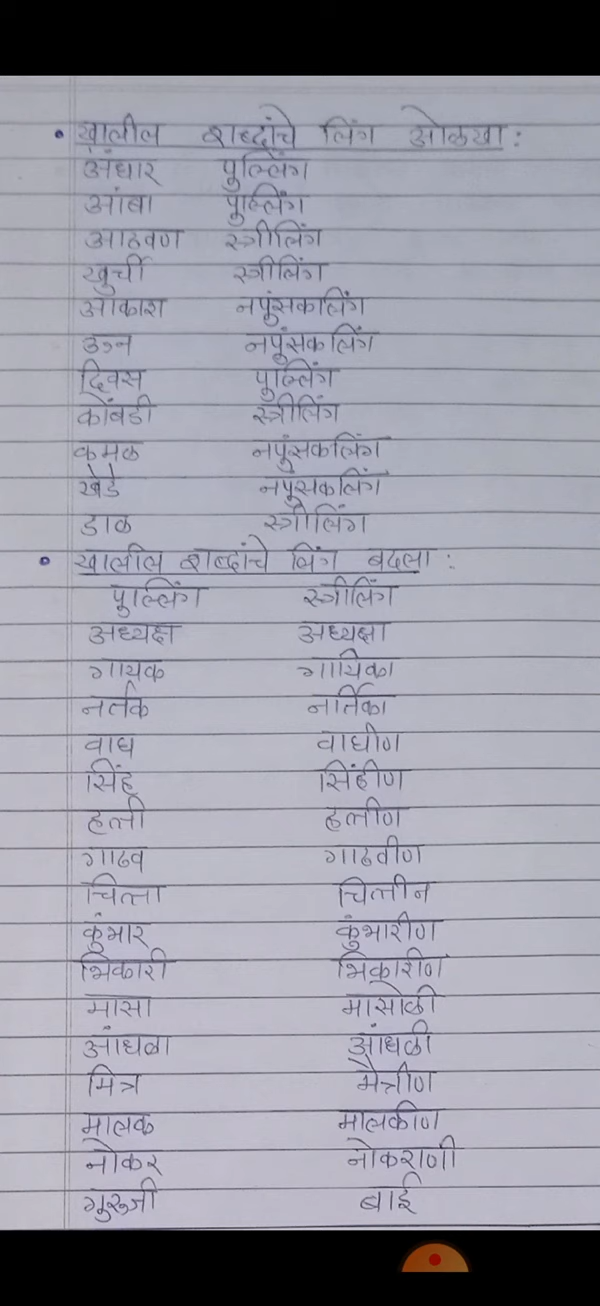 • खालील शब्दांचे लिंग ओळखा :
अंधार पुल्लिंग
आंबा पुल्लिंग
आठवण स्त्रीलिंग
खुर्ची स्त्रीलिंग
आकाश नपुंसकलिंग
ऊन नपुंसकलिंग
दिवस पुल्लिंग
कोंबडी स्त्रीलिंग
कमळ नपुंसकलिंग
खेडे नपुसकलिंग
डाळ स्त्रीलिंग
• खालील शब्दांचे लिंग बदला :
पुल्लिंग स्त्रीलिंग
अध्यक्ष अध्यक्षा
गायक गायिका
नर्तक नर्तिका
वाघ वाघीण
सिंह सिंहीण
हत्ती हत्तीण
गाढव गाढवीण
चित्ता चित्तीन
कुंभार कुंभारीण
भिकारी भिकारीण
मासा मासोळी
आंधळा आंधळी
मित्र मैत्रीण
मालक मालकीण
नोकर नोकराणी
गुरुजी बाई